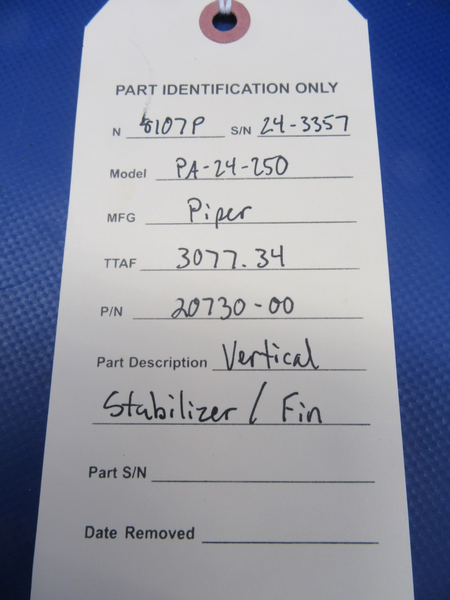 PART IDENTIFICATION ONLY
N 8107P S/N 24-3357
Model PA-24-250
MFG Piper
TTAF 3077.34
P/N 20730-00
Part Description Vertical
Stabilizer / Fin
Part S/N
Date Removed